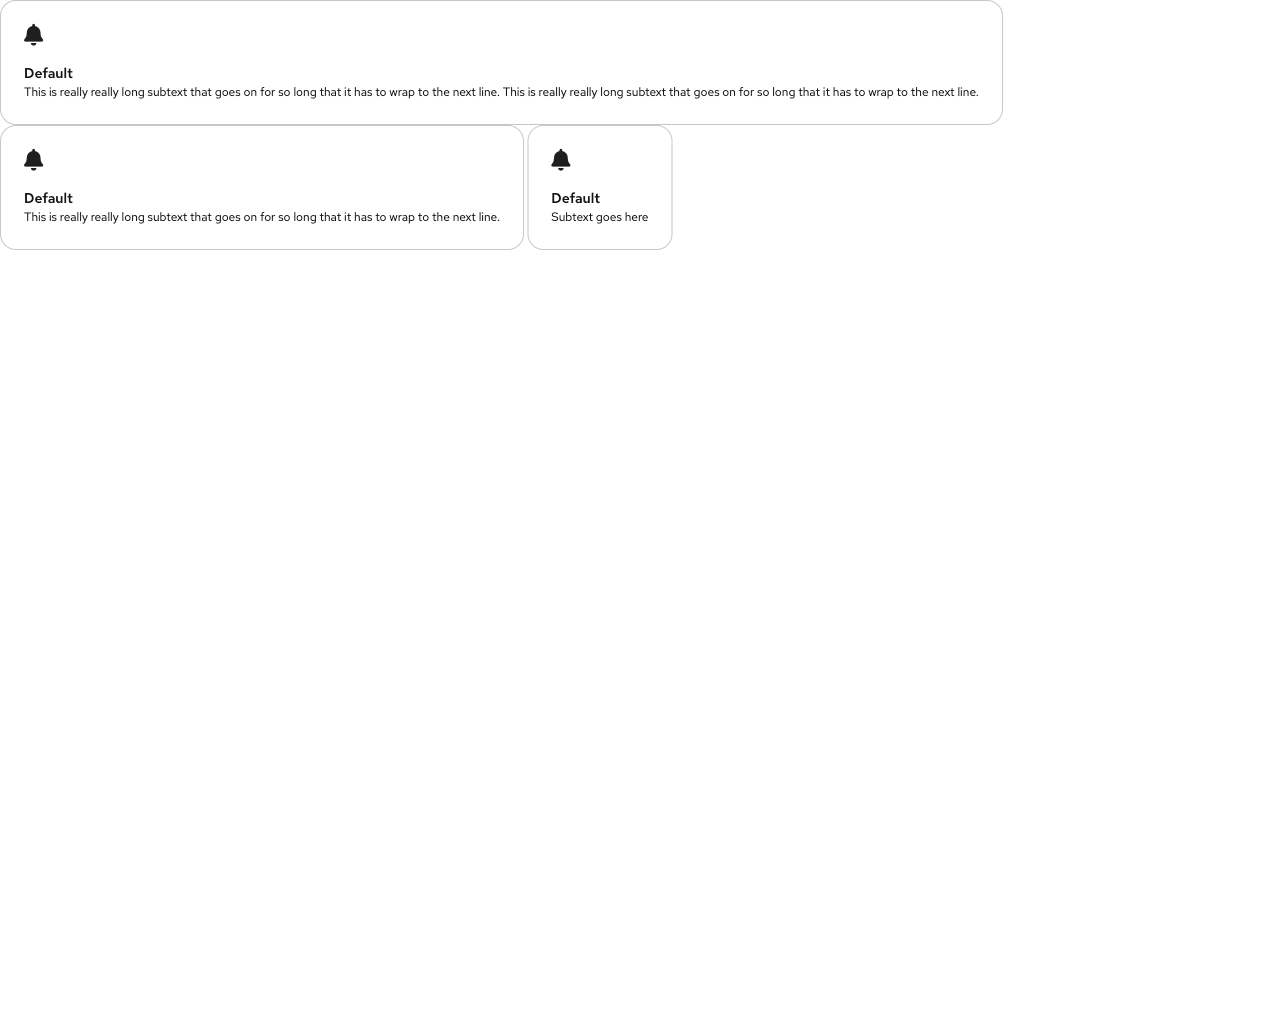 Default
This is really really long subtext that goes on for so long that it has to wrap to the next line. This is really really long subtext that goes on for so long that it has to wrap to the next line.
Default
This is really really long subtext that goes on for so long that it has to wrap to the next line.
Default
Subtext goes here